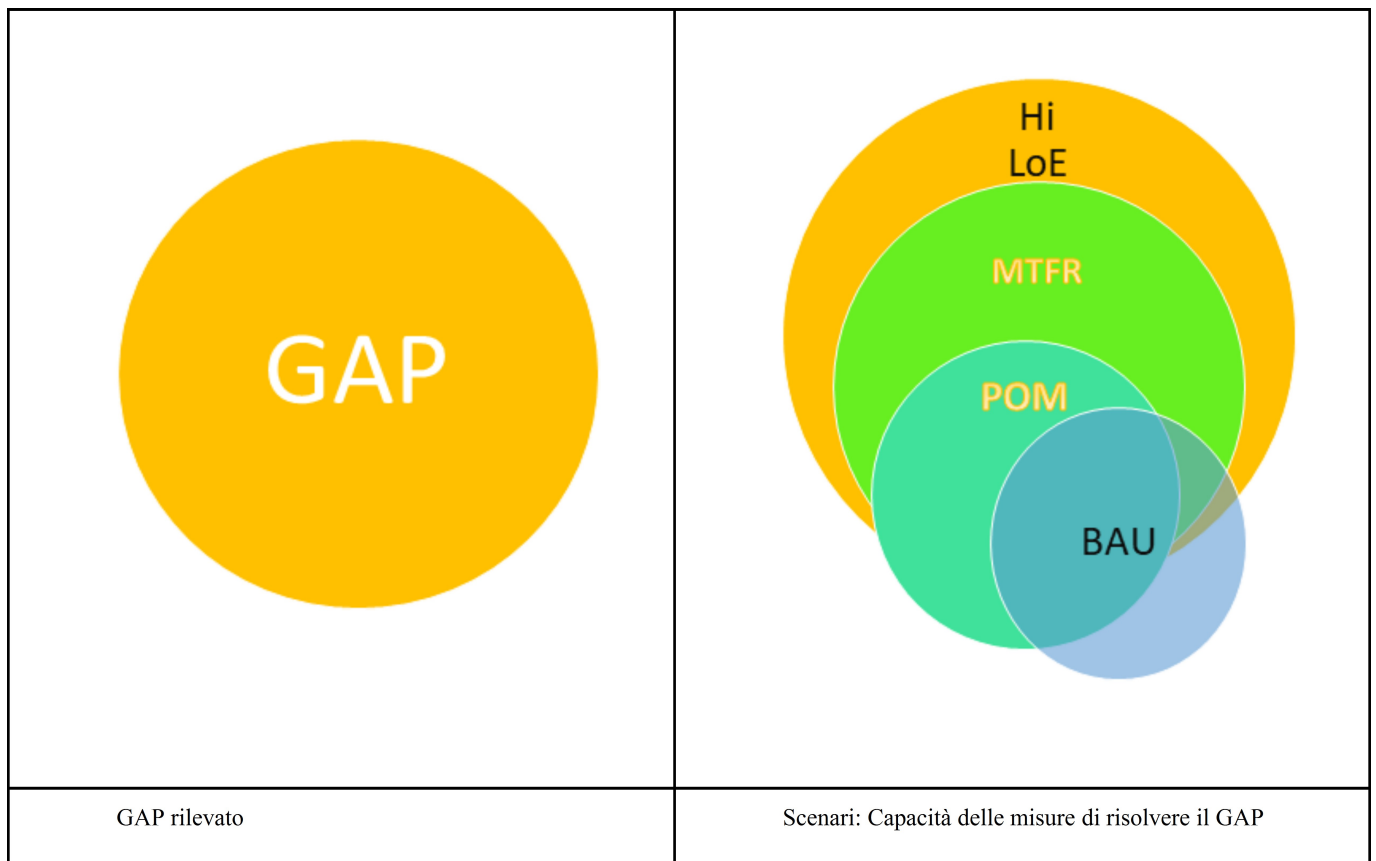 GAP
Hi
LoE
MTFR
POM
BAU
GAP rilevato
Scenari: Capacità delle misure di risolvere il GAP